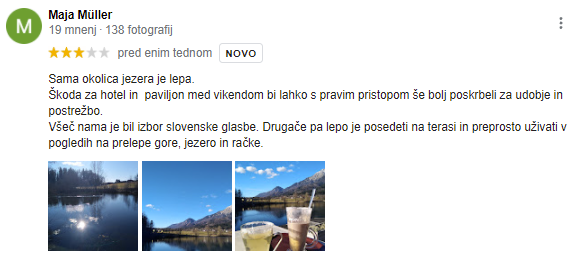 M
Maja Müller
19 mnenj · 138 fotografij
pred enim tednom NOVO
Sama okolica jezera je lepa.
Škoda za hotel in paviljon med vikendom bi lahko s pravim pristopom še bolj poskrbeli za udobje in
postrežbo.
Všeč nama je bil izbor slovenske glasbe. Drugače pa lepo je posedeti na terasi in preprosto uživati v
pogledih na prelepe gore, jezero in račke.